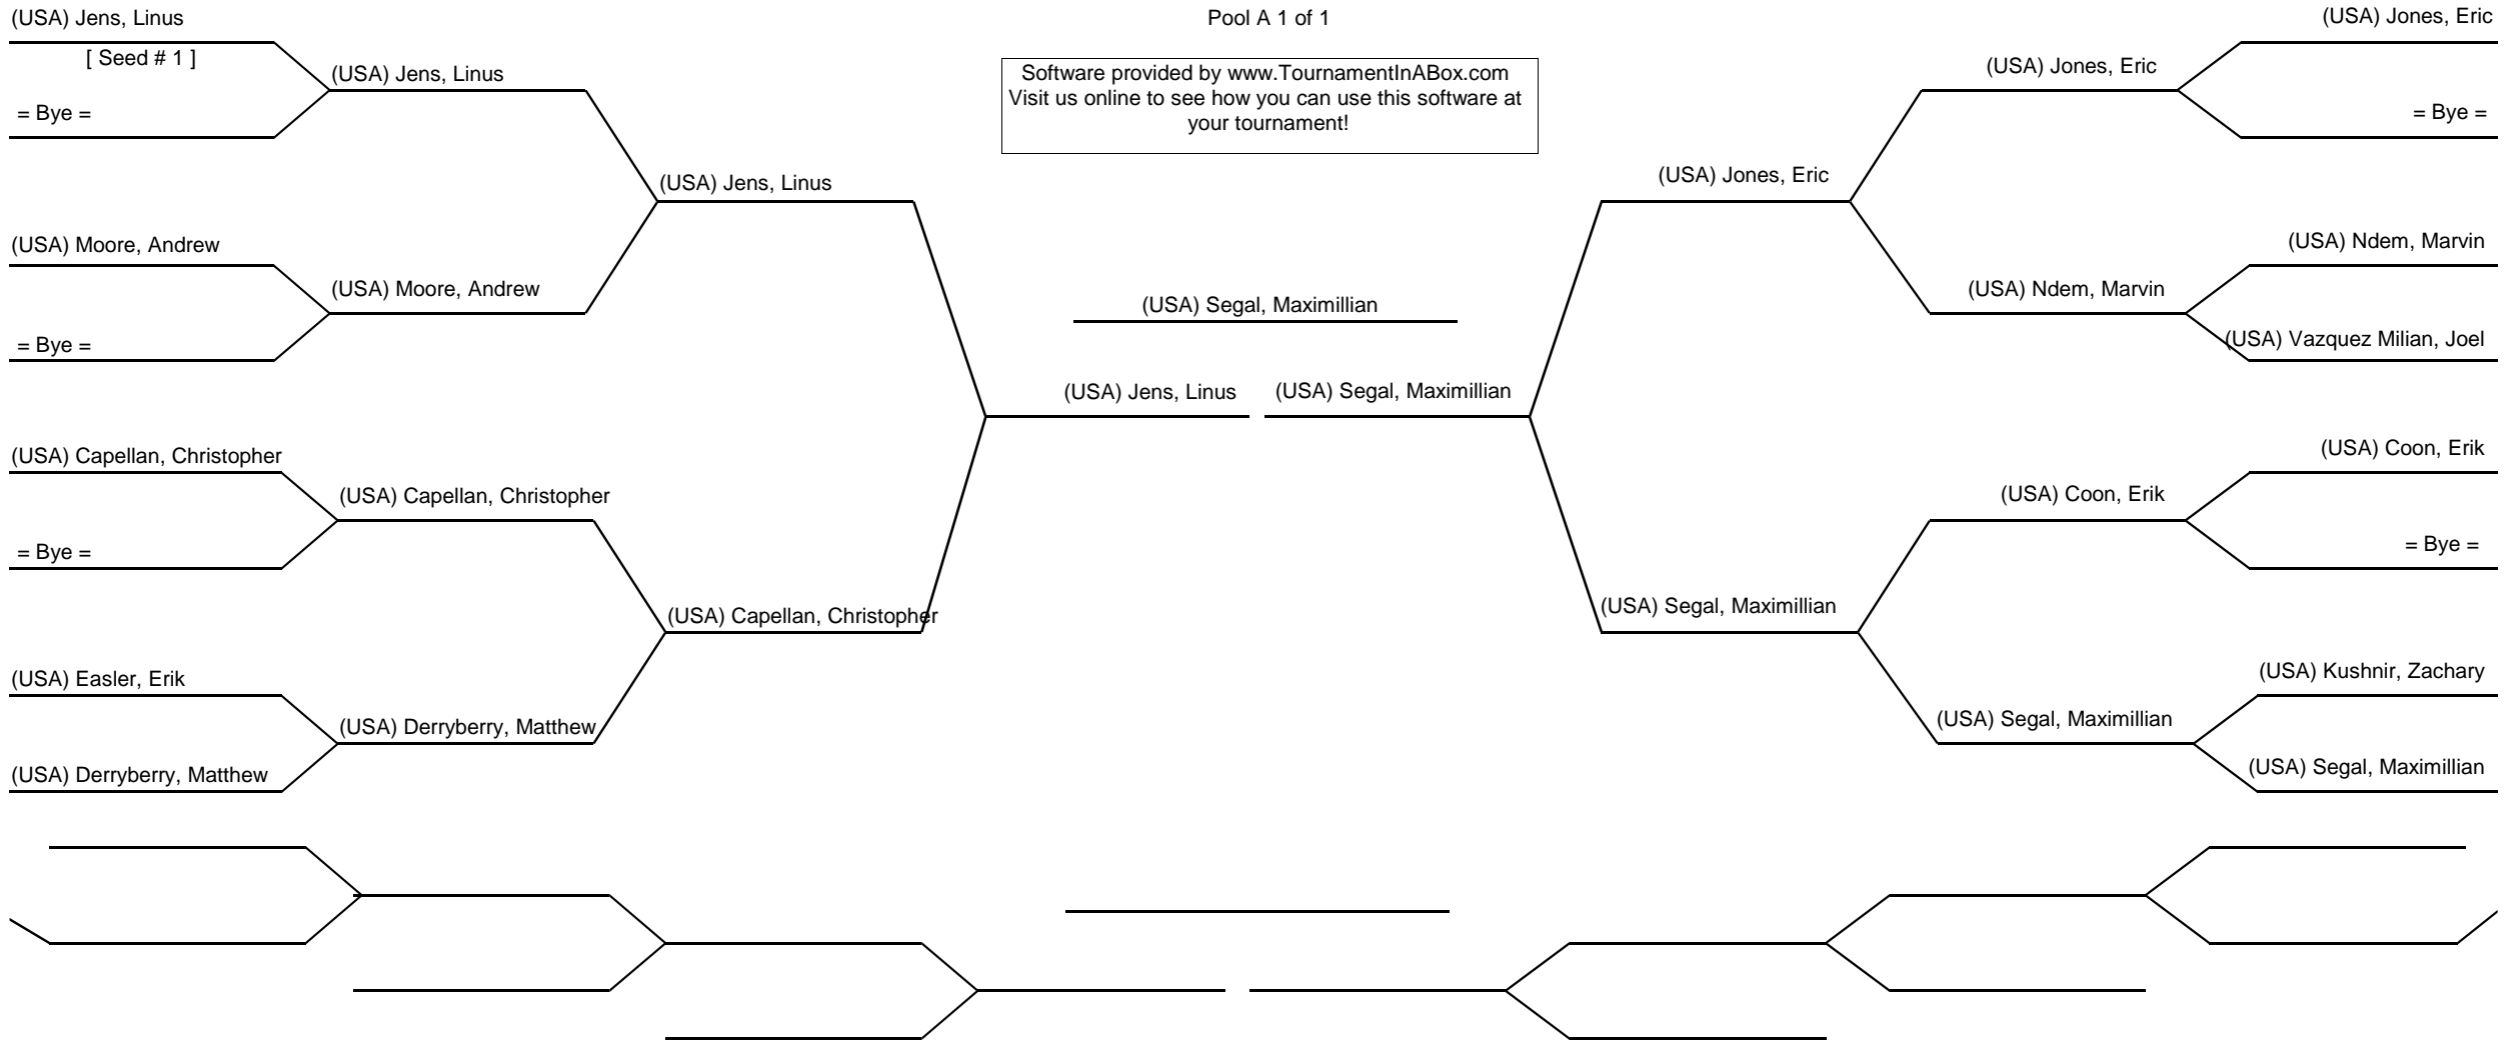 (USA) Jens, Linus
[ Seed # 1 ]
= Bye =
(USA) Moore, Andrew
= Bye =
(USA) Capellan, Christopher
= Bye =
(USA) Easler, Erik
(USA) Derryberry, Matthew
(USA) Jens, Linus
(USA) Moore, Andrew
(USA) Capellan, Christopher
(USA) Derryberry, Matthew
(USA) Jens, Linus
(USA) Capellan, Christopher
Pool A 1 of 1
Software provided by www.TournamentInABox.com
Visit us online to see how you can use this software at
your tournament!
(USA) Segal, Maximillian
(USA) Jens, Linus
(USA) Segal, Maximillian
(USA) Jones, Eric
(USA) Segal, Maximillian
(USA) Jones, Eric
(USA) Ndem, Marvin
(USA) Coon, Erik
(USA) Segal, Maximillian
(USA) Jones, Eric
= Bye =
(USA) Ndem, Marvin
(USA) Vazquez Milian, Joel
(USA) Coon, Erik
= Bye =
(USA) Kushnir, Zachary
(USA) Segal, Maximillian